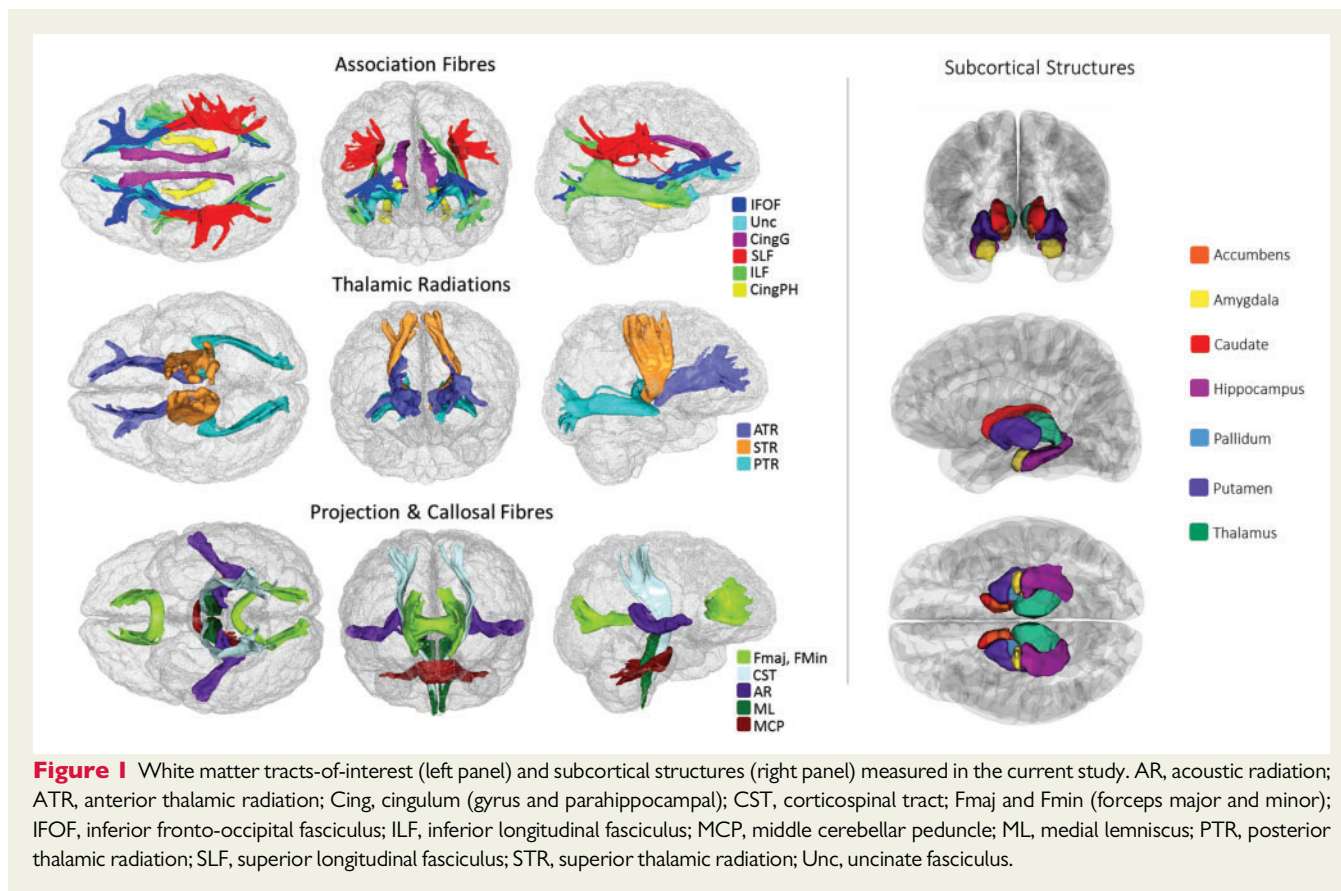 Association Fibres
IFOF
Unc
CingG
SLF
ILF
CingPH
Thalamic Radiations
ATR
STR
PTR
Projection & Callosal Fibres
Fmaj, FMin
CST
AR
ML
MCP
Subcortical Structures
Accumbens
Amygdala
Caudate
Hippocampus
Pallidum
Putamen
Thalamus
Figure 1 White matter tracts-of-interest (left panel) and subcortical structures (right panel) measured in the current study. AR, acoustic radiation;
ATR, anterior thalamic radiation; Cing, cingulum (gyrus and parahippocampal); CST, corticospinal tract; Fmaj and Fmin (forceps major and minor);
IFOF, inferior fronto-occipital fasciculus; ILF, inferior longitudinal fasciculus; MCP, middle cerebellar peduncle; ML, medial lemniscus; PTR, posterior
thalamic radiation; SLF, superior longitudinal fasciculus; STR, superior thalamic radiation; Unc, uncinate fasciculus.